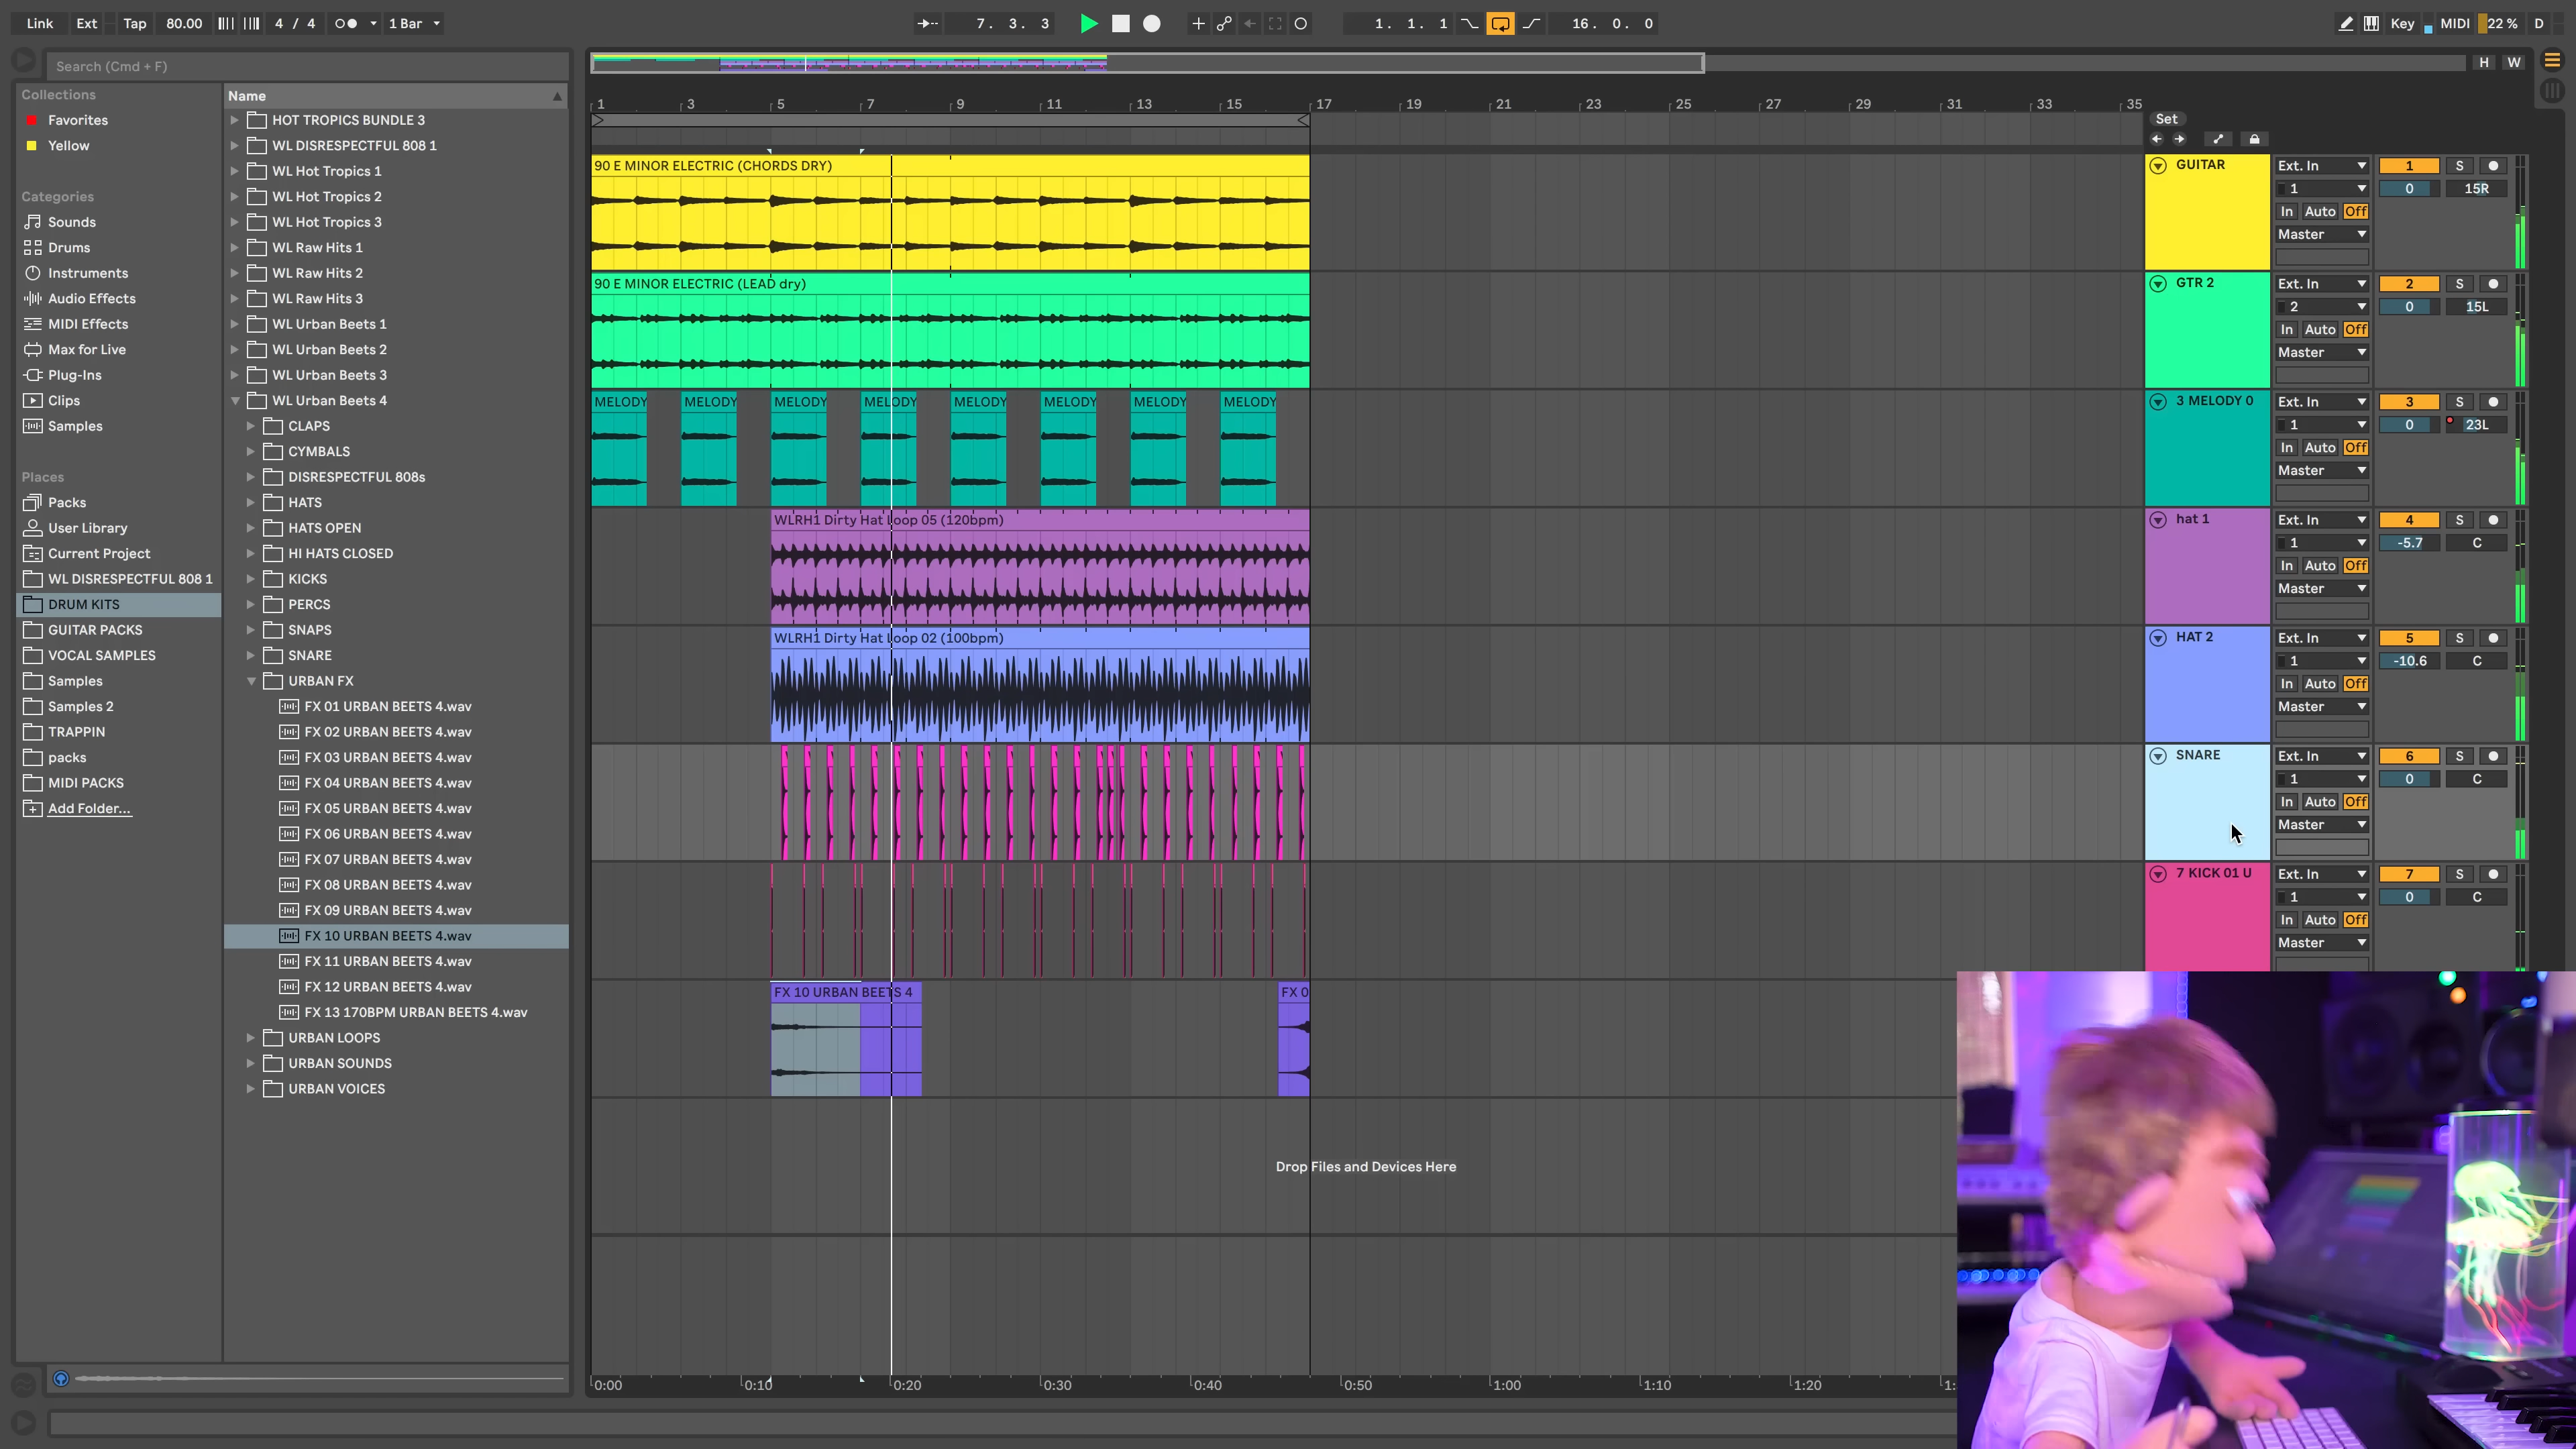 Link Ext Tap 80.00 4 / 4 1 Bar 7. 3. 3 1. 1. 1 16. 0. 0 Key MIDI 22 % D
Search (Cmd + F)
H W
Collections
Favorites
Yellow
Categories
Sounds
Drums
Instruments
Audio Effects
MIDI Effects
Max for Live
Plug-Ins
Clips
Samples
Places
Packs
User Library
Current Project
WL DISRESPECTFUL 808 1
DRUM KITS
GUITAR PACKS
VOCAL SAMPLES
Samples
Samples 2
TRAPPIN
packs
MIDI PACKS
Add Folder...
Name
HOT TROPICS BUNDLE 3
WL DISRESPECTFUL 808 1
WL Hot Tropics 1
WL Hot Tropics 2
WL Hot Tropics 3
WL Raw Hits 1
WL Raw Hits 2
WL Raw Hits 3
WL Urban Beets 1
WL Urban Beets 2
WL Urban Beets 3
WL Urban Beets 4
CLAPS
CYMBALS
DISRESPECTFUL 808s
HATS
HATS OPEN
HI HATS CLOSED
KICKS
PERCS
SNAPS
SNARE
URBAN FX
FX 01 URBAN BEETS 4.wav
FX 02 URBAN BEETS 4.wav
FX 03 URBAN BEETS 4.wav
FX 04 URBAN BEETS 4.wav
FX 05 URBAN BEETS 4.wav
FX 06 URBAN BEETS 4.wav
FX 07 URBAN BEETS 4.wav
FX 08 URBAN BEETS 4.wav
FX 09 URBAN BEETS 4.wav
FX 10 URBAN BEETS 4.wav
FX 11 URBAN BEETS 4.wav
FX 12 URBAN BEETS 4.wav
FX 13 170BPM URBAN BEETS 4.wav
URBAN LOOPS
URBAN SOUNDS
URBAN VOICES
1 3 5 7 9 11 13 15 17 19 21 23 25 27 29 31 33 35
Set
90 E MINOR ELECTRIC (CHORDS DRY)
90 E MINOR ELECTRIC (LEAD dry)
MELODY MELODY MELODY MELODY MELODY MELODY MELODY MELODY
WLRH1 Dirty Hat Loop 05 (120bpm)
WLRH1 Dirty Hat Loop 02 (100bpm)
FX 10 URBAN BEETS 4 FX 0
Drop Files and Devices Here
0:00 0:10 0:20 0:30 0:40 0:50 1:00 1:10 1:20 1:
GUITAR Ext. In 1 S
1 0 15R
In Auto Off
Master
GTR 2 Ext. In 2 S
2 0 15L
In Auto Off
Master
3 MELODY 0 Ext. In 3 S
1 0 23L
In Auto Off
Master
hat 1 Ext. In 4 S
1 -5.7 C
In Auto Off
Master
HAT 2 Ext. In 5 S
1 -10.6 C
In Auto Off
Master
SNARE Ext. In 6 S
1 0 C
In Auto Off
Master
7 KICK 01 U Ext. In 7 S
1 0 C
In Auto Off
Master